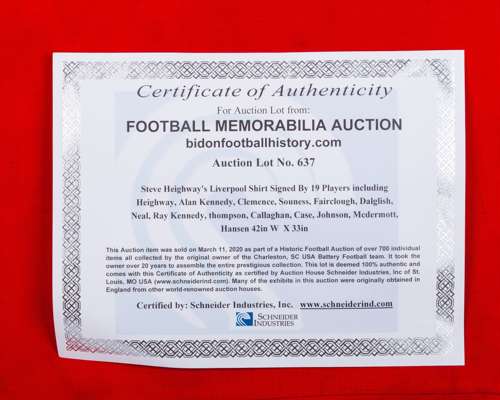 Certificate of Authenticity
For Auction Lot from:
FOOTBALL MEMORABILIA AUCTION
bidonfootballhistory.com
Auction Lot No. 637
Steve Heighway's Liverpool Shirt Signed By 19 Players including
Heighway, Alan Kennedy, Clemence, Souness, Fairclough, Dalglish,
Neal, Ray Kennedy, thompson, Callaghan, Case, Johnson, Mcdermott,
Hansen 42in W X 33in
This Auction item was sold on March 11, 2020 as part of a Historic Football Auction of over 700 individual
items all collected by the original owner of the Charleston, SC USA Battery Football team. It took the
owner over 20 years to assemble the entire prestigious collection. This lot is deemed 100% authentic and
comes with this Certificate of Authenticity as certified by Auction House Schneider Industries, Inc of St.
Louis, MO USA (www.schneiderind.com). Many of the exhibits in this auction were originally obtained in
England from other world-renowned auction houses.
Certified by: Schneider Industries, Inc. www.schneiderind.com
SCHNEIDER
INDUSTRIES